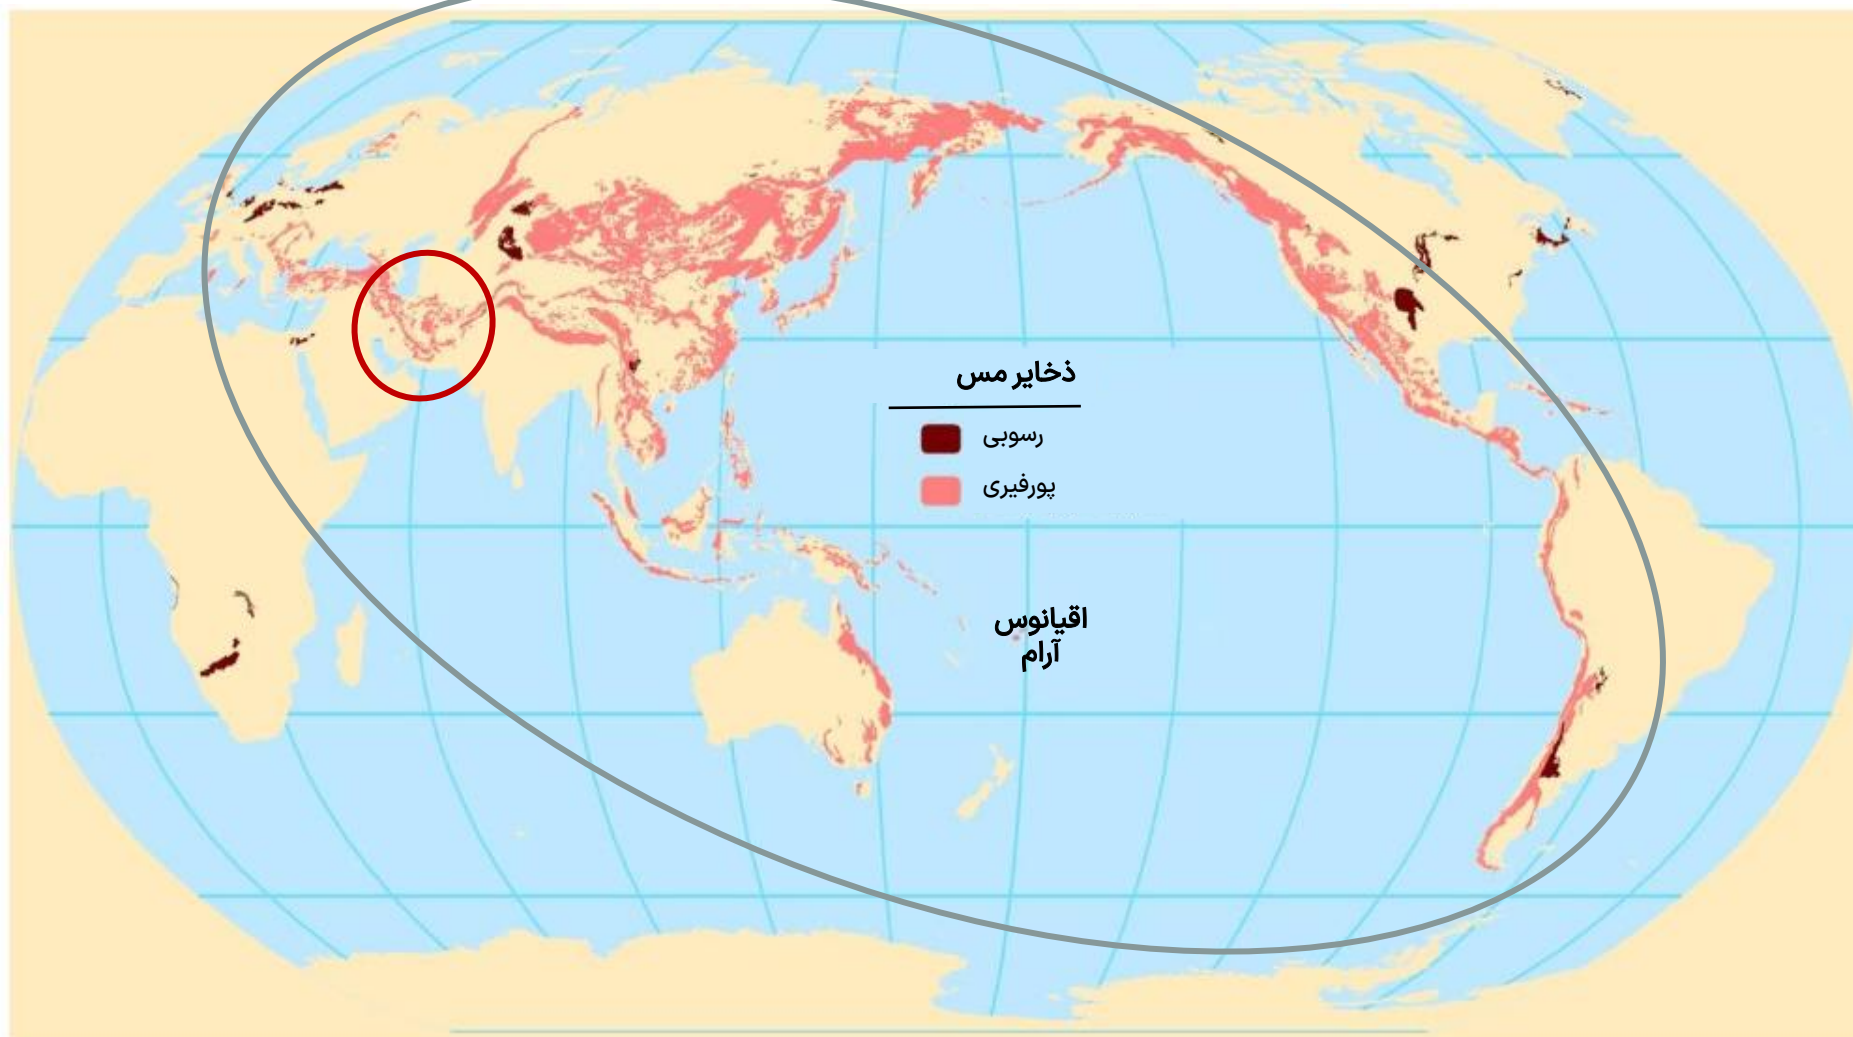 ذخایر مس
رسوبی
پورفیری
اقیانوس
آرام